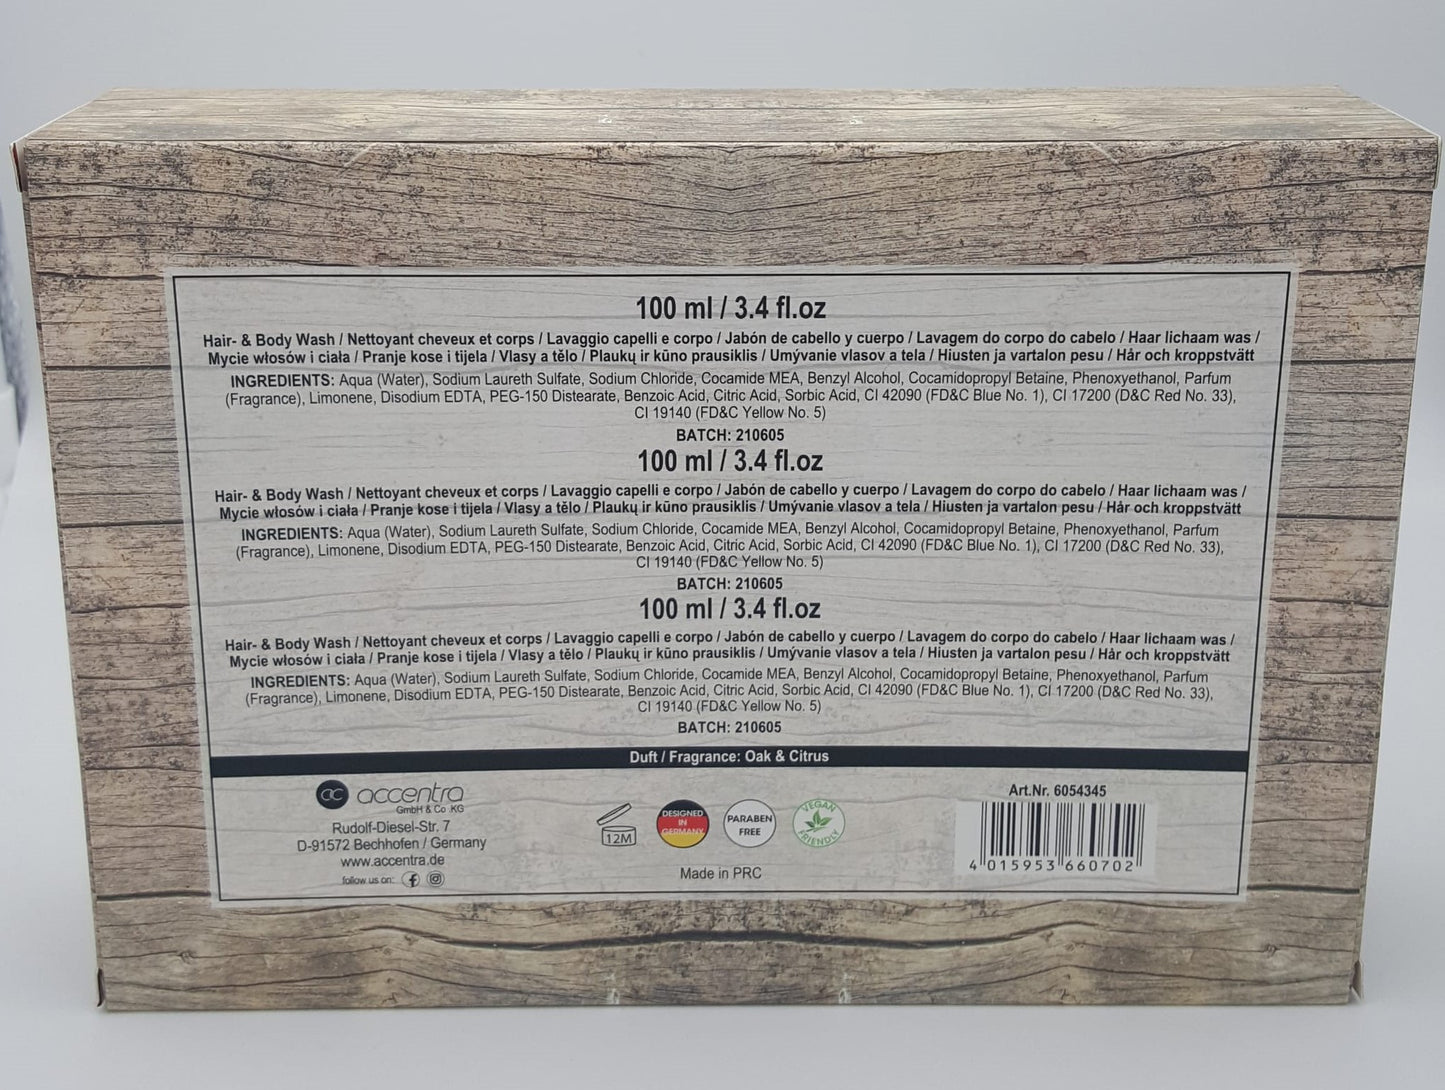 100 ml / 3.4 fl.oz
Hair- & Body Wash / Nettoyant cheveux et corps / Lavaggio capelli e corpo / Jabón de cabello y cuerpo / Lavagem do corpo do cabelo / Haar lichaam was /
Mycie włosów i ciała / Pranje kose i tijela / Vlasy a tělo / Plaukų ir kūno prausiklis / Umývanie vlasov a tela / Hiusten ja vartalon pesu / Hår och kroppstvätt
INGREDIENTS: Aqua (Water), Sodium Laureth Sulfate, Sodium Chloride, Cocamide MEA, Benzyl Alcohol, Cocamidopropyl Betaine, Phenoxyethanol, Parfum
(Fragrance), Limonene, Disodium EDTA, PEG-150 Distearate, Benzoic Acid, Citric Acid, Sorbic Acid, CI 42090 (FD&C Blue No. 1), CI 17200 (D&C Red No. 33),
CI 19140 (FD&C Yellow No. 5)
BATCH: 210605
100 ml / 3.4 fl.oz
Hair- & Body Wash / Nettoyant cheveux et corps / Lavaggio capelli e corpo / Jabón de cabello y cuerpo / Lavagem do corpo do cabelo / Haar lichaam was /
Mycie włosów i ciała / Pranje kose i tijela / Vlasy a tělo / Plaukų ir kūno prausiklis / Umývanie vlasov a tela / Hiusten ja vartalon pesu / Hår och kroppstvätt
INGREDIENTS: Aqua (Water), Sodium Laureth Sulfate, Sodium Chloride, Cocamide MEA, Benzyl Alcohol, Cocamidopropyl Betaine, Phenoxyethanol, Parfum
(Fragrance), Limonene, Disodium EDTA, PEG-150 Distearate, Benzoic Acid, Citric Acid, Sorbic Acid, CI 42090 (FD&C Blue No. 1), CI 17200 (D&C Red No. 33),
CI 19140 (FD&C Yellow No. 5)
BATCH: 210605
100 ml / 3.4 fl.oz
Hair- & Body Wash / Nettoyant cheveux et corps / Lavaggio capelli e corpo / Jabón de cabello y cuerpo / Lavagem do corpo do cabelo / Haar lichaam was /
Mycie włosów i ciała / Pranje kose i tijela / Vlasy a tělo / Plaukų ir kūno prausiklis / Umývanie vlasov a tela / Hiusten ja vartalon pesu / Hår och kroppstvätt
INGREDIENTS: Aqua (Water), Sodium Laureth Sulfate, Sodium Chloride, Cocamide MEA, Benzyl Alcohol, Cocamidopropyl Betaine, Phenoxyethanol, Parfum
(Fragrance), Limonene, Disodium EDTA, PEG-150 Distearate, Benzoic Acid, Citric Acid, Sorbic Acid, CI 42090 (FD&C Blue No. 1), CI 17200 (D&C Red No. 33),
CI 19140 (FD&C Yellow No. 5)
BATCH: 210605
Duft / Fragrance: Oak & Citrus
ac accentra
GmbH & Co .KG
Rudolf-Diesel-Str. 7
D-91572 Bechhofen / Germany
www.accentra.de
follow us on:
12M
DESIGNED
IN
GERMANY
PARABEN
FREE
VEGAN
FRIENDLY
Made in PRC
Art.Nr. 6054345
4 015953 660702